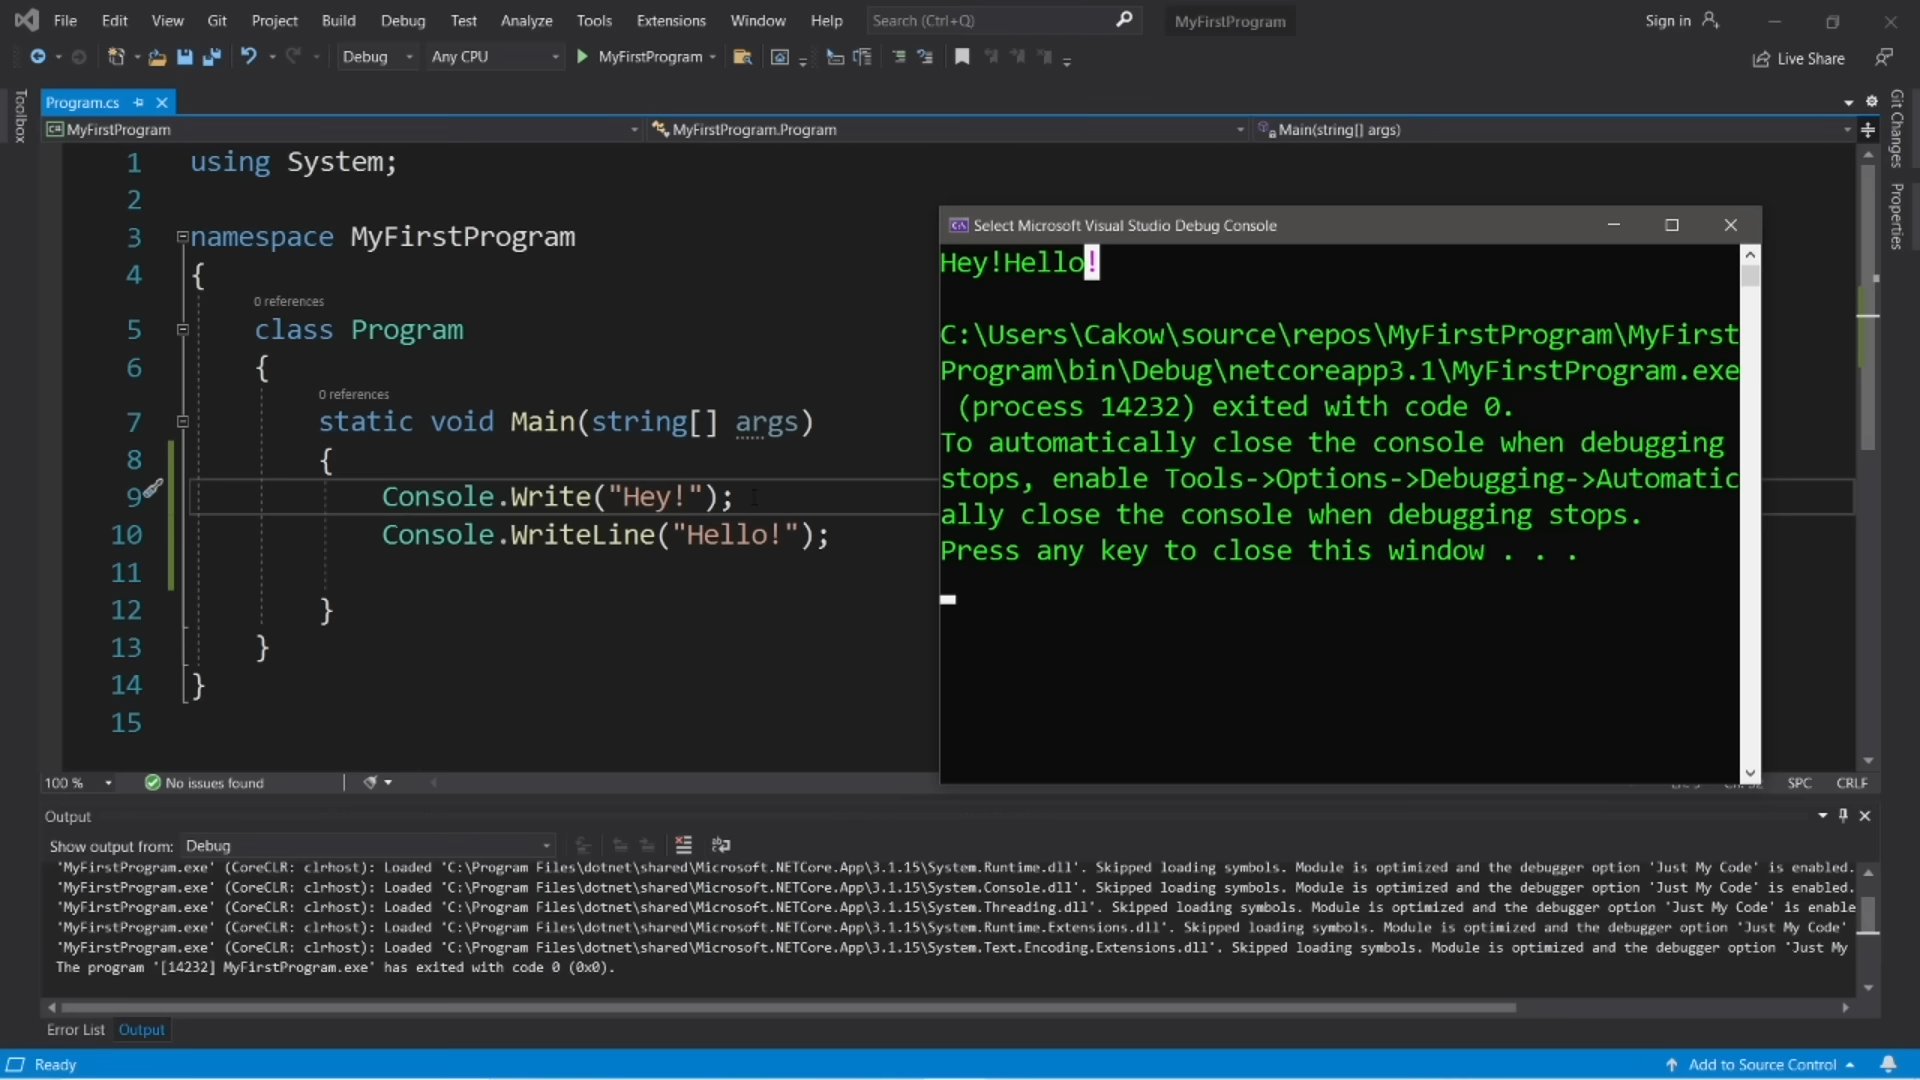 File Edit View Git Project Build Debug Test Analyze Tools Extensions Window Help Search (Ctrl+Q) MyFirstProgram Sign in
Debug Any CPU MyFirstProgram Live Share
Toolbox
Program.cs
MyFirstProgram MyFirstProgram.Program Main(string[] args)
Git Changes
Properties
1 using System;
2
3 namespace MyFirstProgram
4 {
0 references
5 class Program
6 {
0 references
7 static void Main(string[] args)
8 {
9 Console.Write("Hey!");
10 Console.WriteLine("Hello!");
11
12 }
13 }
14 }
15
Select Microsoft Visual Studio Debug Console
Hey!Hello!
C:\Users\Cakow\source\repos\MyFirstProgram\MyFirst
Program\bin\Debug\netcoreapp3.1\MyFirstProgram.exe
(process 14232) exited with code 0.
To automatically close the console when debugging
stops, enable Tools->Options->Debugging->Automatic
ally close the console when debugging stops.
Press any key to close this window . . .
100 % No issues found SPC CRLF
Output
Show output from: Debug
'MyFirstProgram.exe' (CoreCLR: clrhost): Loaded 'C:\Program Files\dotnet\shared\Microsoft.NETCore.App\3.1.15\System.Runtime.dll'. Skipped loading symbols. Module is optimized and the debugger option 'Just My Code' is enabled.
'MyFirstProgram.exe' (CoreCLR: clrhost): Loaded 'C:\Program Files\dotnet\shared\Microsoft.NETCore.App\3.1.15\System.Console.dll'. Skipped loading symbols. Module is optimized and the debugger option 'Just My Code' is enabled.
'MyFirstProgram.exe' (CoreCLR: clrhost): Loaded 'C:\Program Files\dotnet\shared\Microsoft.NETCore.App\3.1.15\System.Threading.dll'. Skipped loading symbols. Module is optimized and the debugger option 'Just My Code' is enable
'MyFirstProgram.exe' (CoreCLR: clrhost): Loaded 'C:\Program Files\dotnet\shared\Microsoft.NETCore.App\3.1.15\System.Runtime.Extensions.dll'. Skipped loading symbols. Module is optimized and the debugger option 'Just My Code'
'MyFirstProgram.exe' (CoreCLR: clrhost): Loaded 'C:\Program Files\dotnet\shared\Microsoft.NETCore.App\3.1.15\System.Text.Encoding.Extensions.dll'. Skipped loading symbols. Module is optimized and the debugger option 'Just My
The program '[14232] MyFirstProgram.exe' has exited with code 0 (0x0).
Error List Output
Ready Add to Source Control